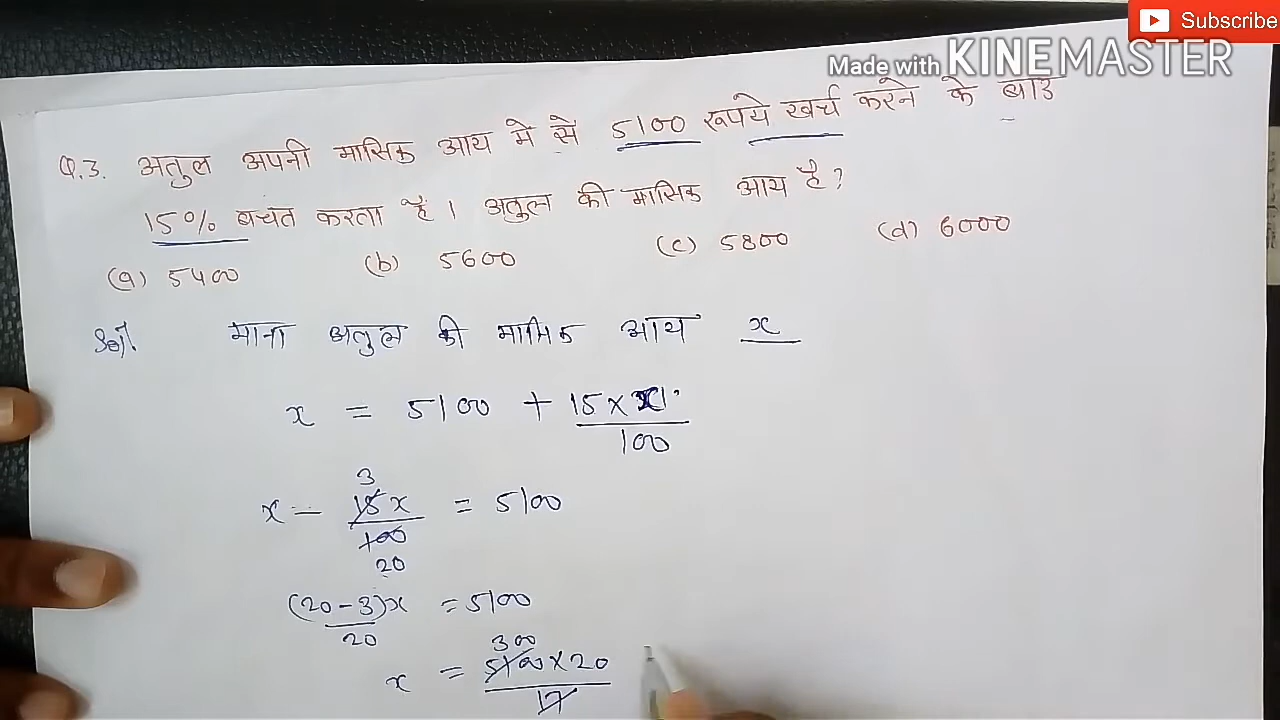 Subscribe
Made with KINEMASTER
Q.3. अतुल अपनी मासिक आय मे से 5100 रूपये खर्च करने के बाद
15% बचत करता है । अतुल की मासिक आय है ?
(a) 5400 (b) 5600 (c) 5800 (d) 6000
Sol. माना अतुल की मासिक आय x
x = 5100 + 15 × x / 100
3
x - 15x / 100 = 5100
20
(20-3)x / 20 = 5100
300
x = 5100 × 20 / 17